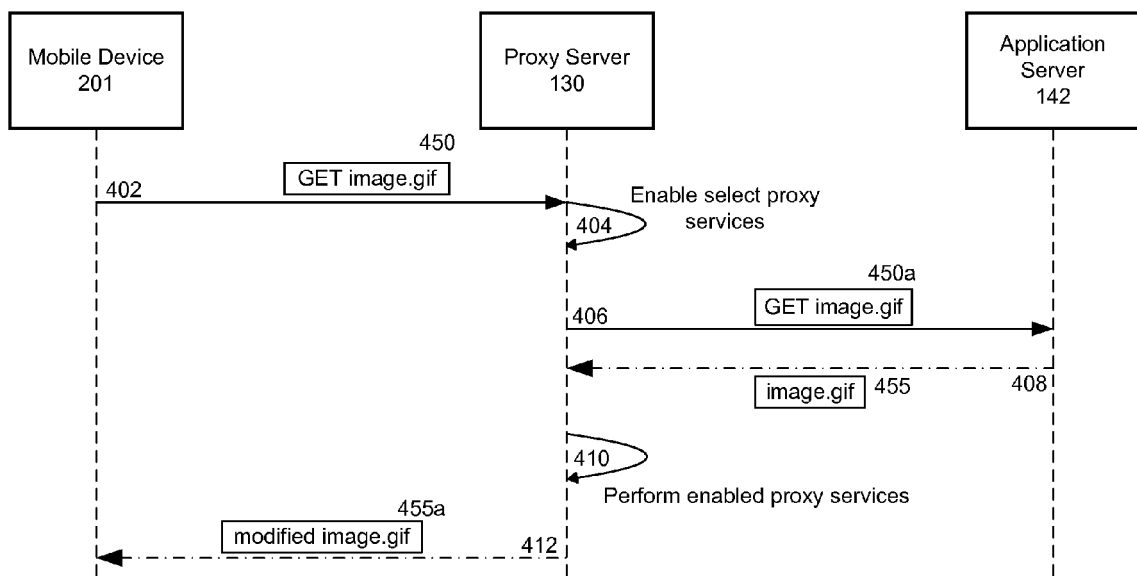 Mobile Device
201
Proxy Server
130
Application
Server
142
450
GET image.gif
402
Enable select proxy
services
404
450a
GET image.gif
406
image.gif
455
408
410
Perform enabled proxy services
455a
modified image.gif
412